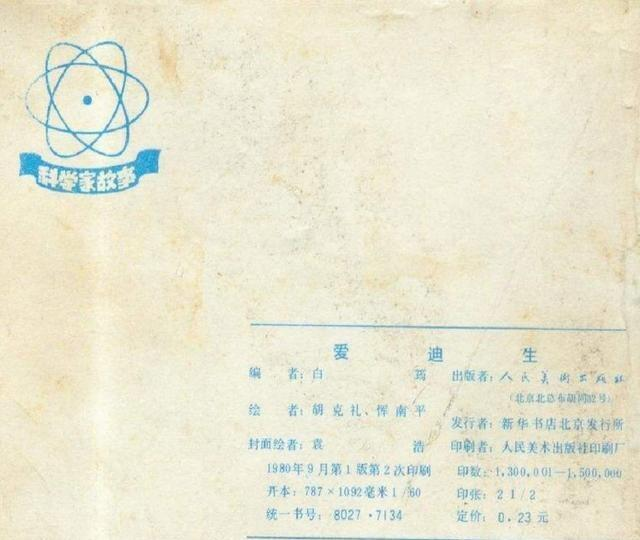 科学家故事
爱迪生
编者：白筠 出版者：人民美术出版社
（北京北总布胡同32号）
绘者：胡克礼、恽南平
发行者：新华书店北京发行所
封面绘者：袁浩 印刷者：人民美术出版社印刷厂
1980年9月第1版第2次印刷 印数：1,300,001—1,500,000
开本：787×1092毫米1/60 印张：2 1/2
统一书号：8027·7134 定价：0.23元